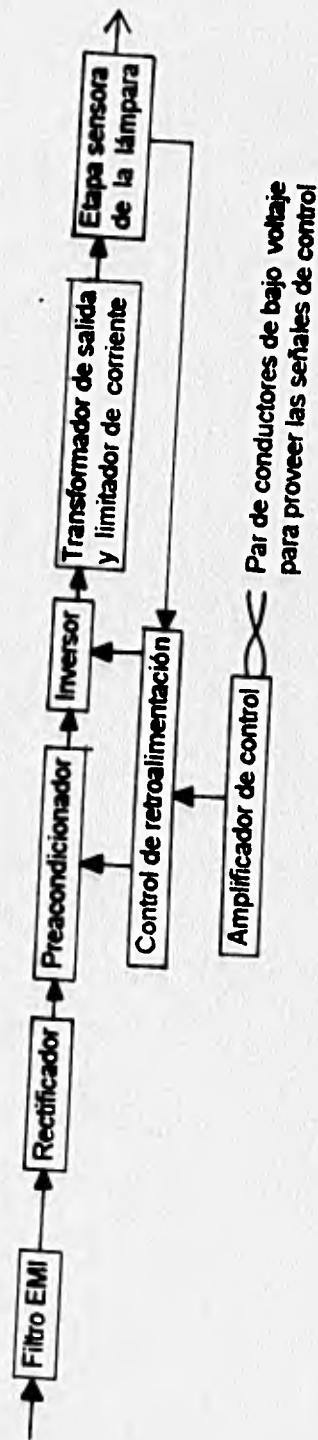 Filtro EMI
Rectificador
Preacondicionador
Inversor
Transformador de salida
y limitador de corriente
Etapa sensora
de la lámpara
Control de retroalimentación
Amplificador de control
Par de conductores de bajo voltaje
para proveer las señales de control